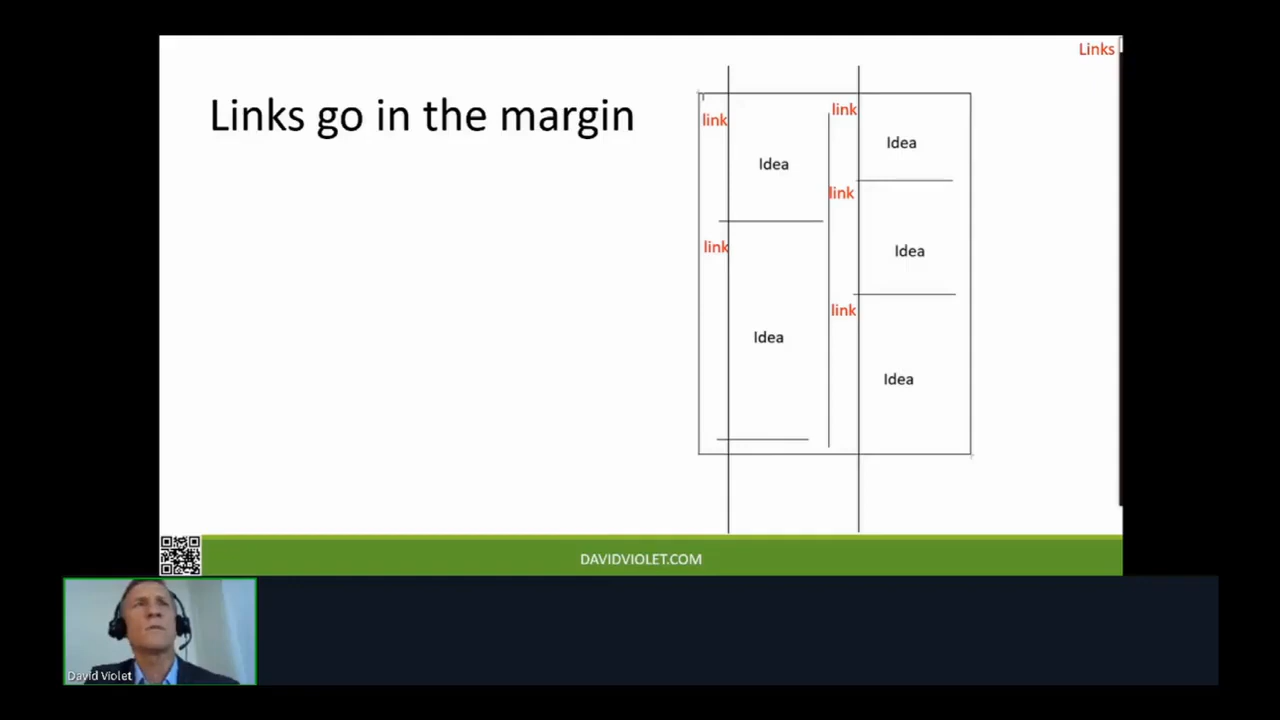 Links
Links go in the margin
link
link
Idea
Idea
link
link
Idea
Idea
link
Idea
DAVIDVIOLET.COM
David Violet